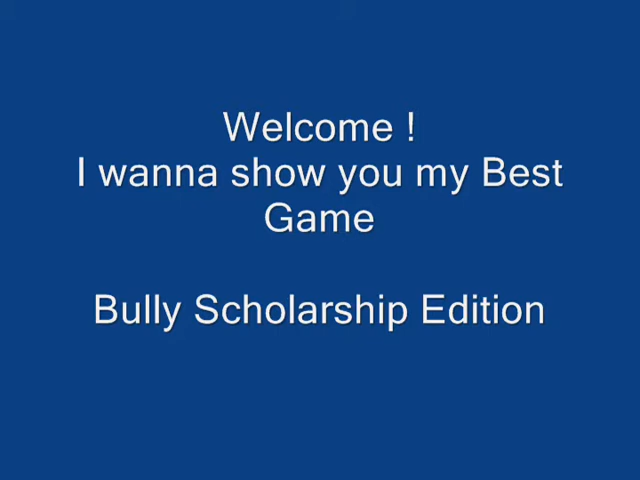 Welcome !
I wanna show you my Best
Game
Bully Scholarship Edition